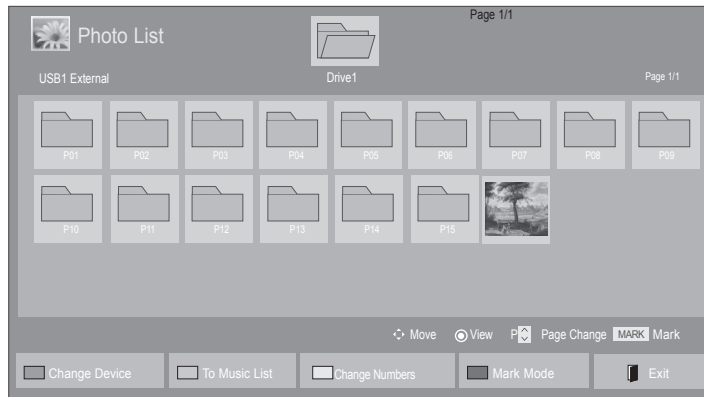 Page 1/1
Photo List
USB1 External
Drive1
Page 1/1
P01
P02
P03
P04
P05
P06
P07
P08
P09
P10
P11
P12
P13
P14
P15
Move
View
P
Page Change
MARK
Mark
Change Device
To Music List
Change Numbers
Mark Mode
Exit